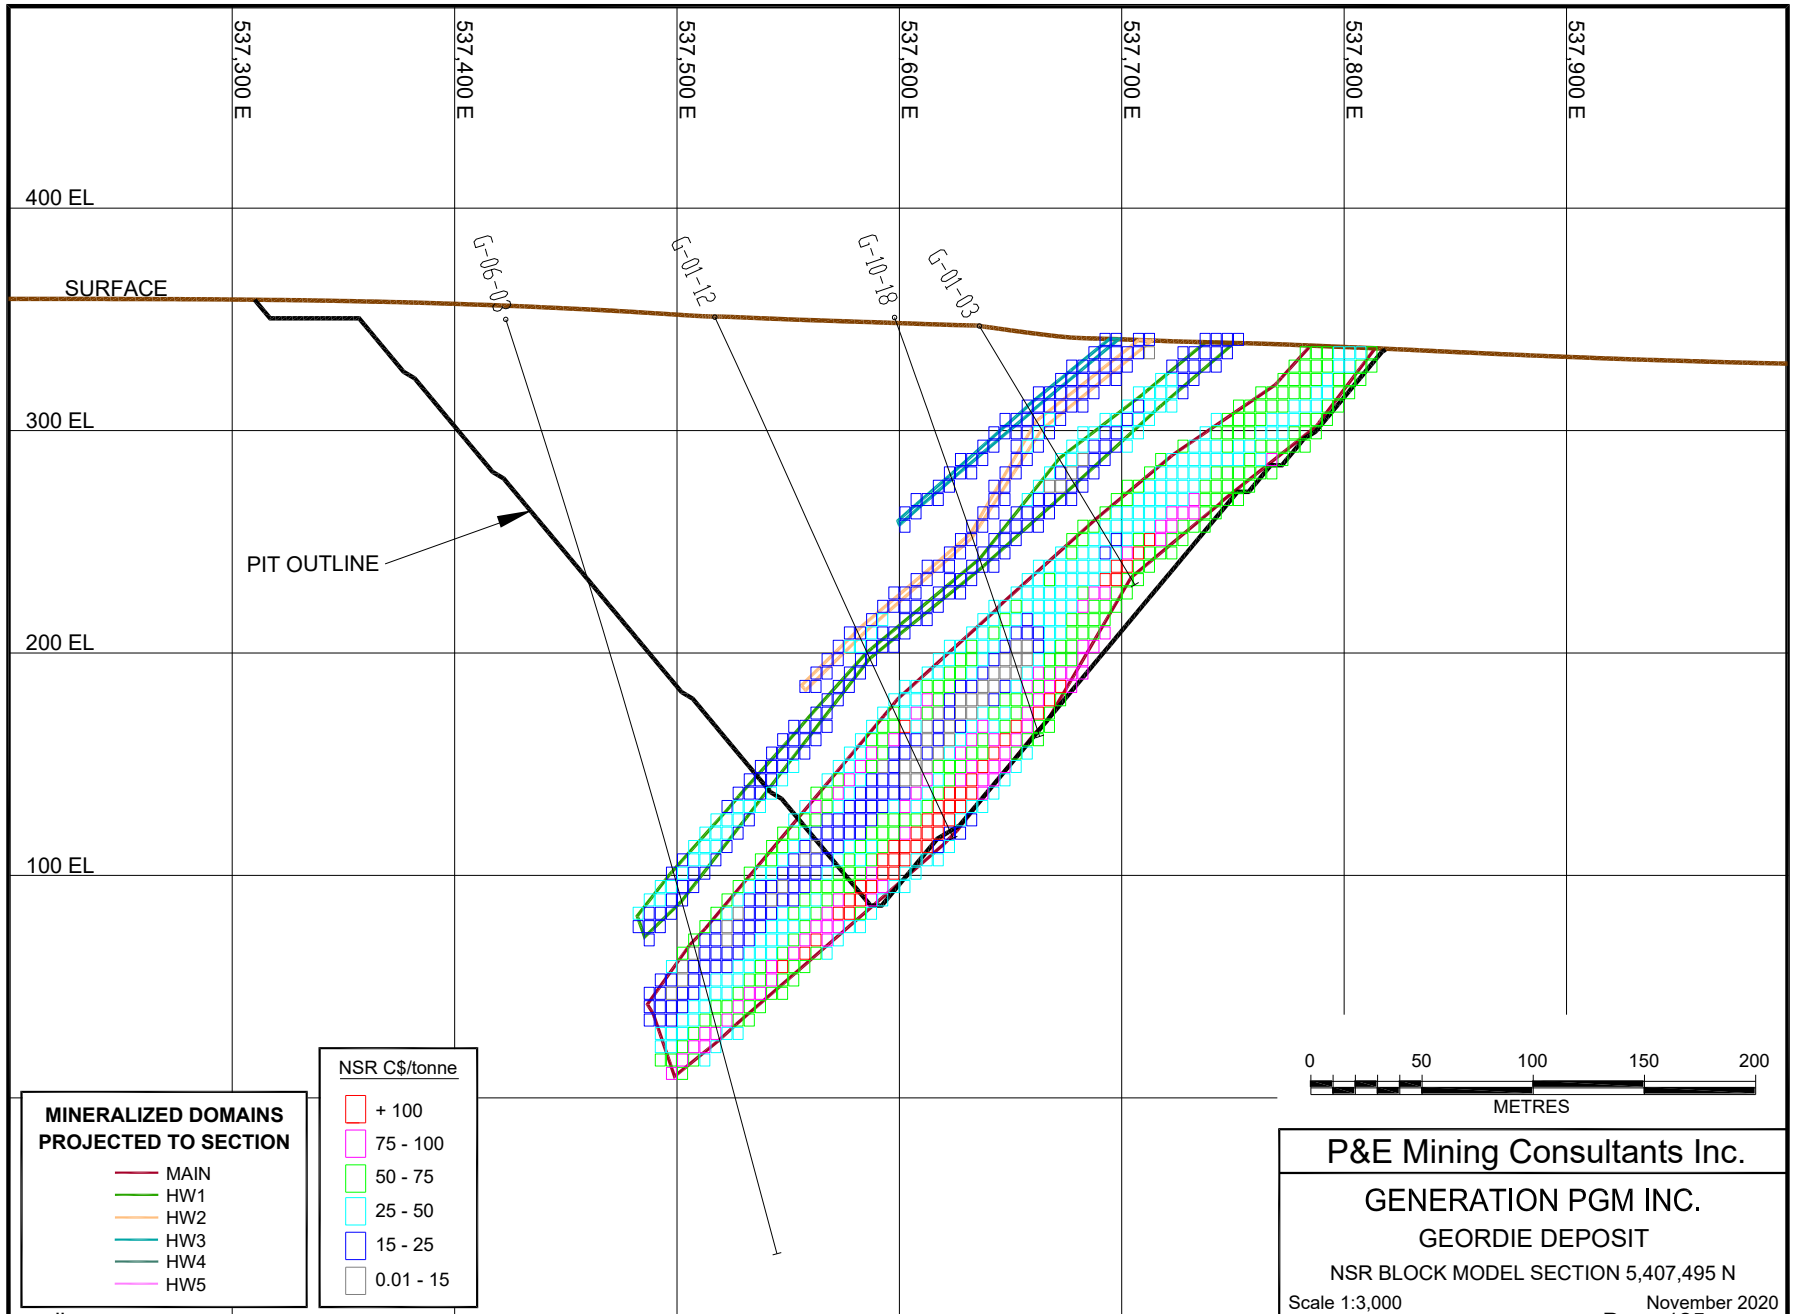 537,300 E
537,400 E
537,500 E
537,600 E
537,700 E
537,800 E
537,900 E
400 EL
SURFACE
G-06-03
G-01-12
G-10-18
G-01-03
300 EL
PIT OUTLINE
200 EL
100 EL
MINERALIZED DOMAINS
PROJECTED TO SECTION
MAIN
HW1
HW2
HW3
HW4
HW5
NSR C$/tonne
+ 100
75 - 100
50 - 75
25 - 50
15 - 25
0.01 - 15
0 50 100 150 200
METRES
P&E Mining Consultants Inc.
GENERATION PGM INC.
GEORDIE DEPOSIT
NSR BLOCK MODEL SECTION 5,407,495 N
Scale 1:3,000 November 2020